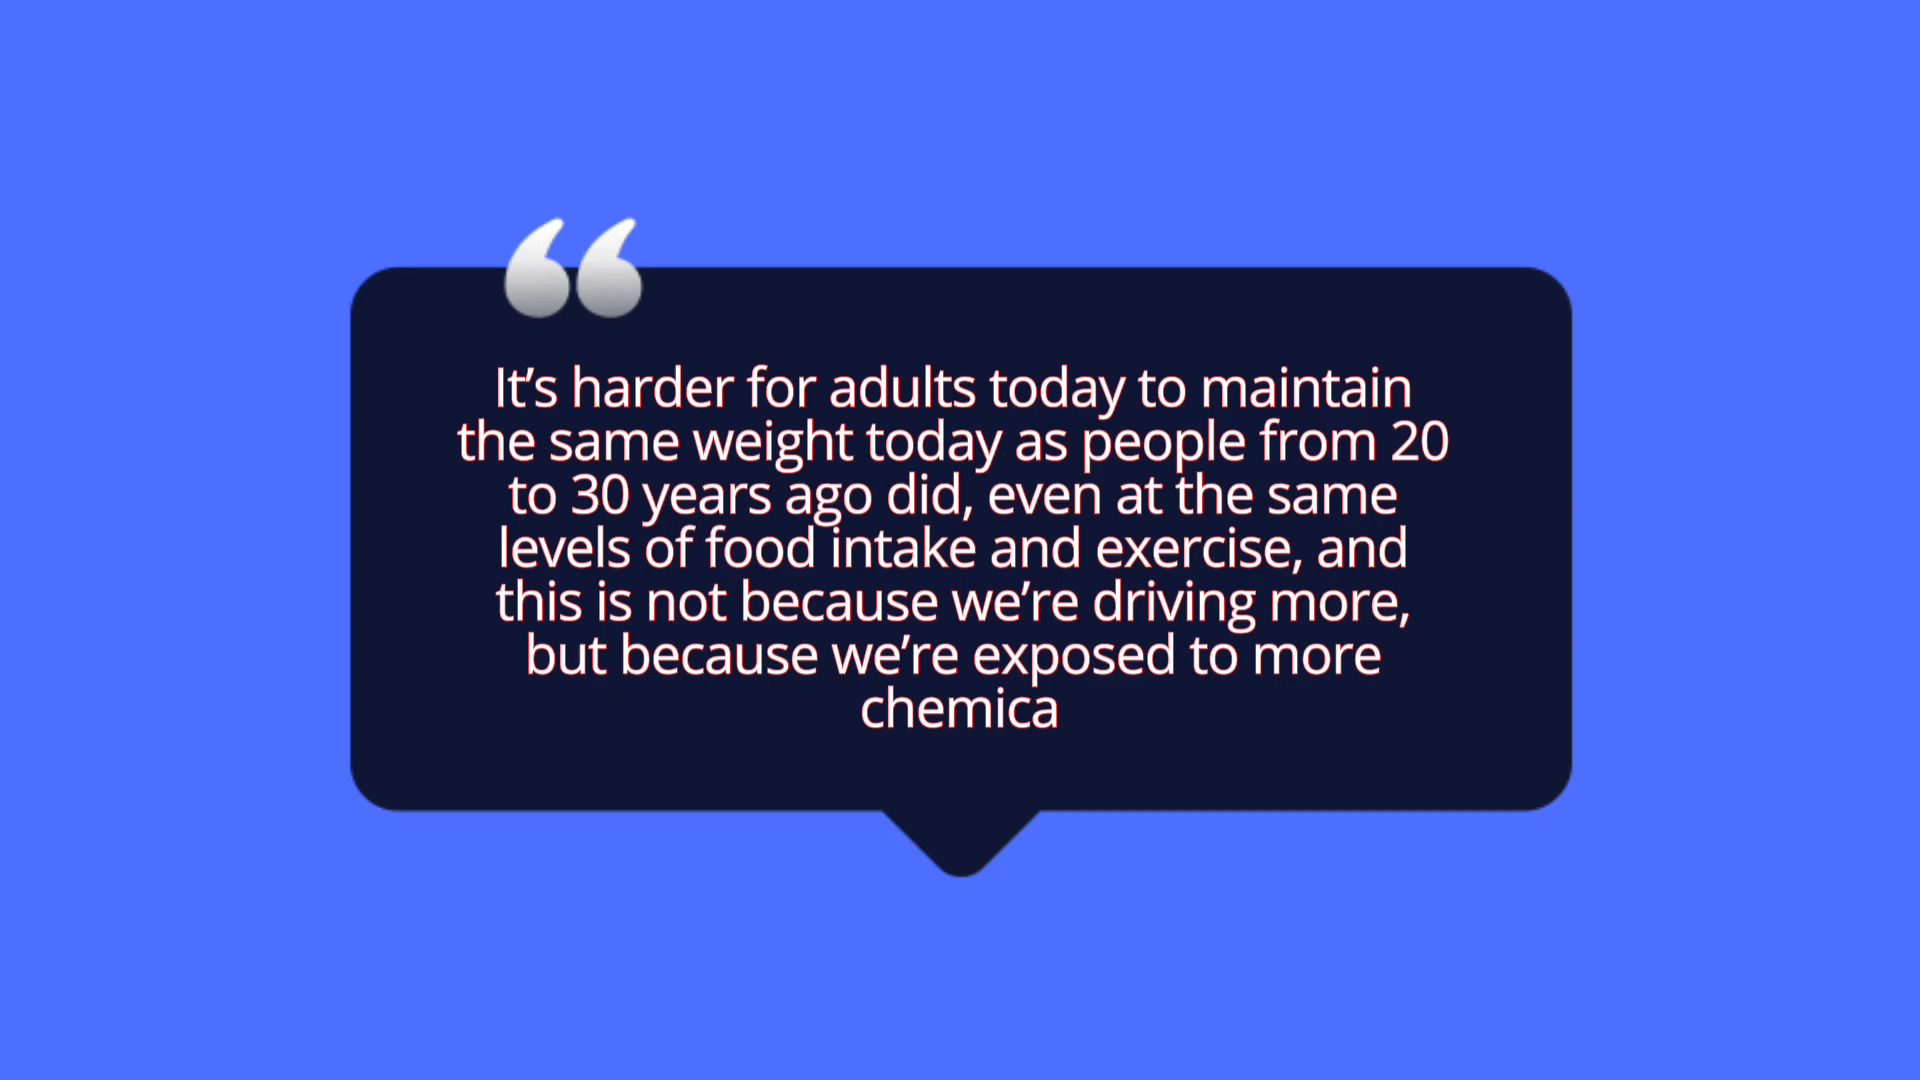 “
It’s harder for adults today to maintain
the same weight today as people from 20
to 30 years ago did, even at the same
levels of food intake and exercise, and
this is not because we’re driving more,
but because we’re exposed to more
chemica